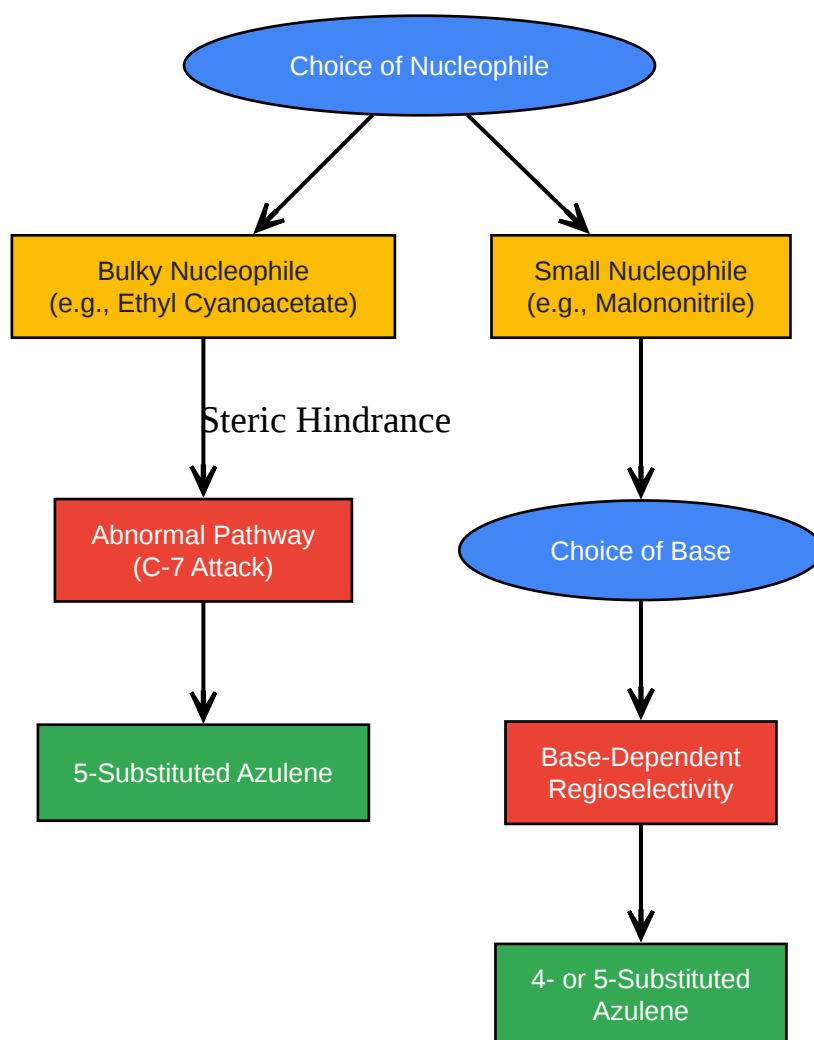 Choice of Nucleophile
Bulky Nucleophile
(e.g., Ethyl Cyanoacetate)
Small Nucleophile
(e.g., Malononitrile)
Steric Hindrance
Abnormal Pathway
(C-7 Attack)
Choice of Base
5-Substituted Azulene
Base-Dependent
Regioselectivity
4- or 5-Substituted
Azulene